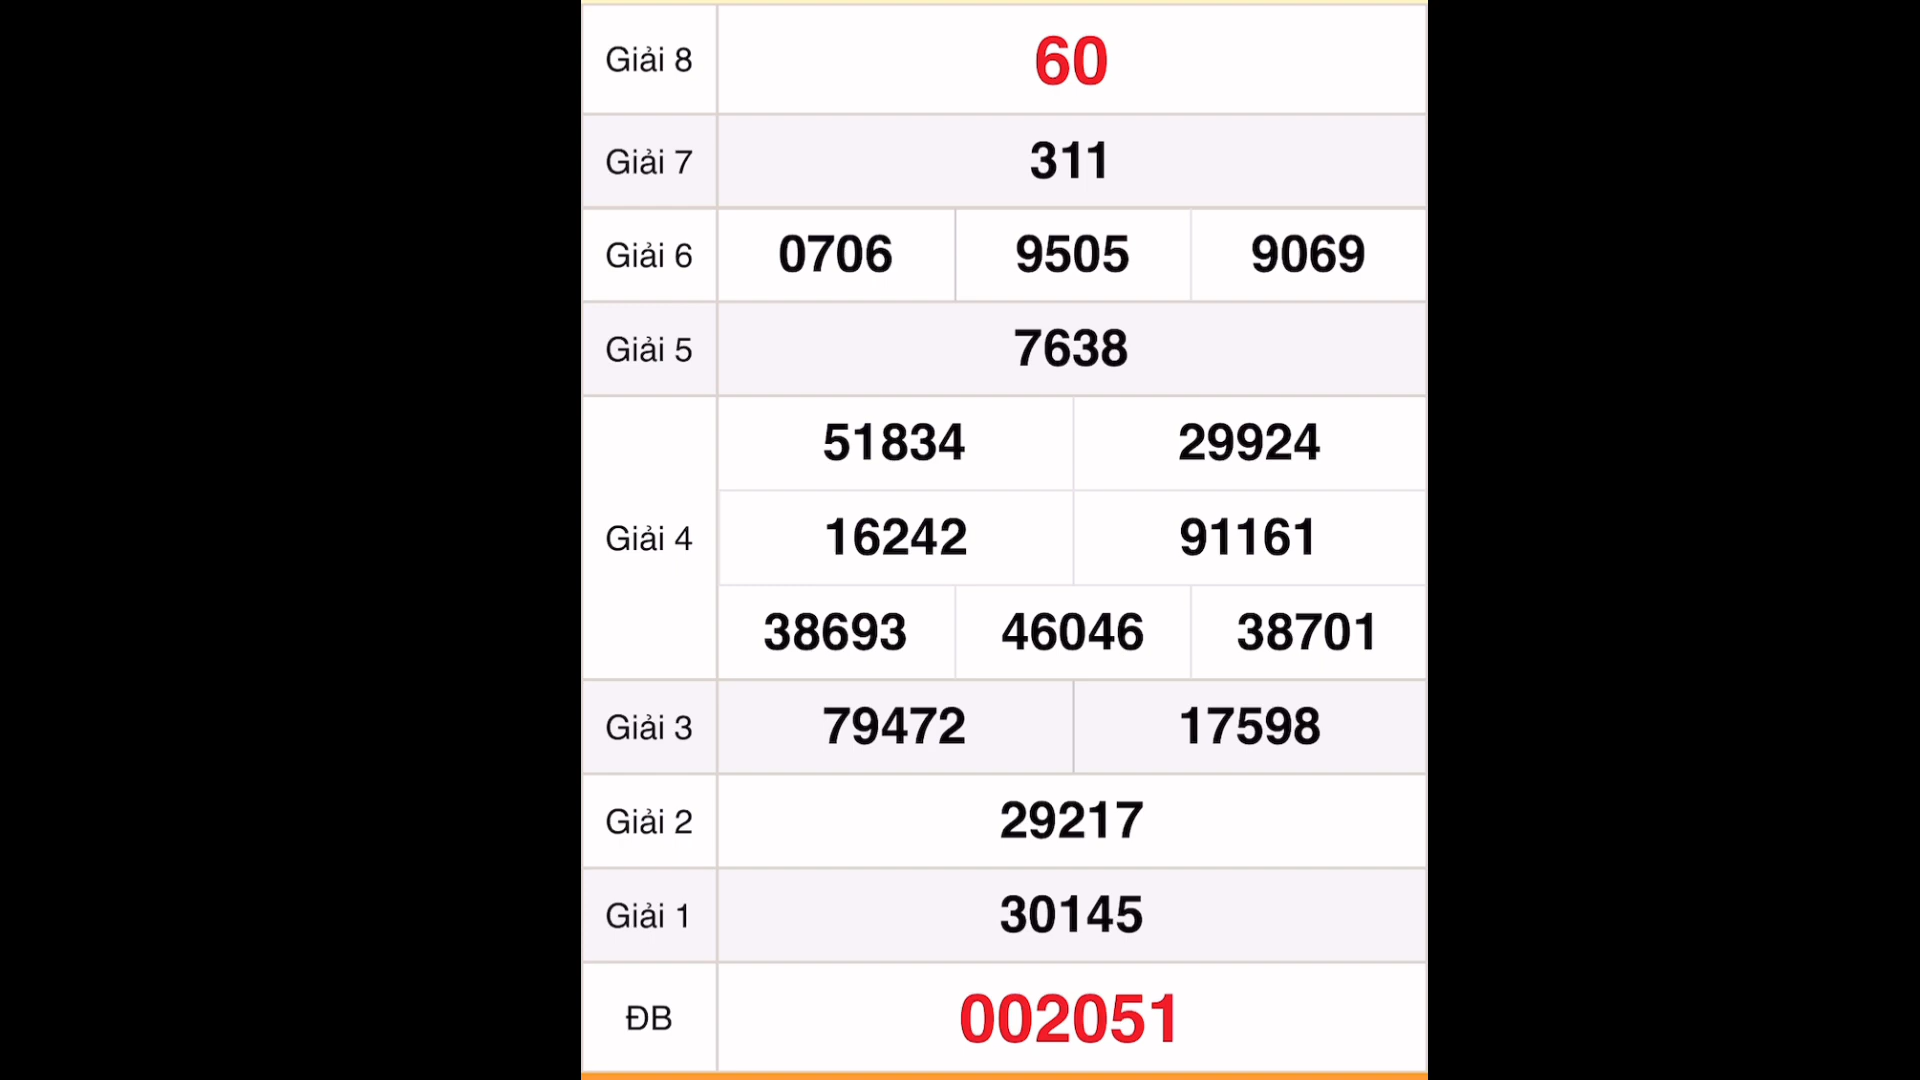 Giải 8 60
Giải 7 311
Giải 6 0706 9505 9069
Giải 5 7638
51834 29924
Giải 4 16242 91161
38693 46046 38701
Giải 3 79472 17598
Giải 2 29217
Giải 1 30145
ĐB 002051